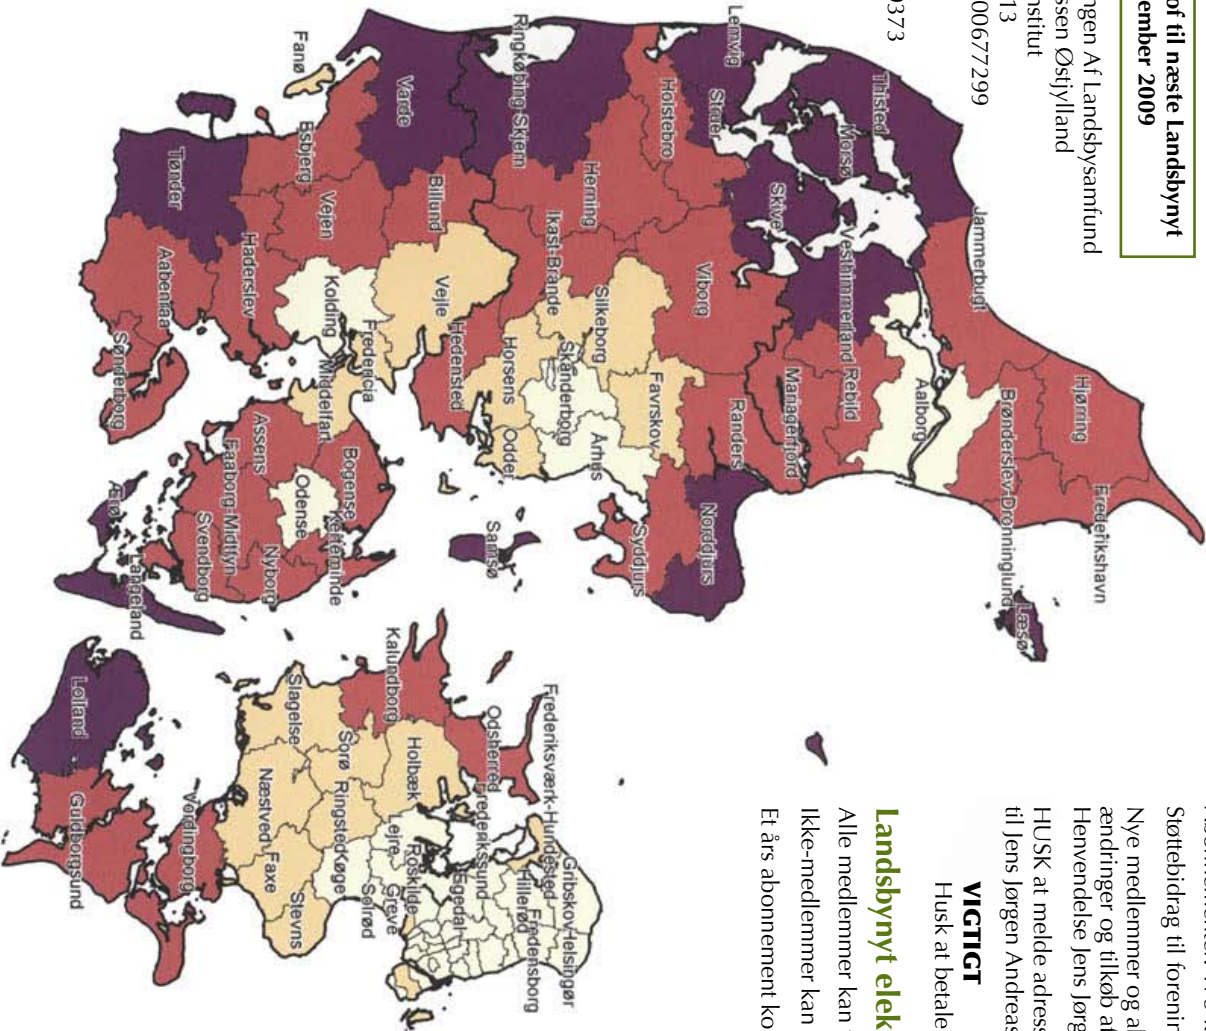 of til næste Landsbynyt
ember 2009
ngen Af Landsbysamfund
ssen Østjylland
13
nstitut
00677299
0373
Frederikshavn
Hjørring
Læsø
Brønderslev-Dronninglund
Jammerbugt
Aalborg
Thisted
Rebild
Vesthimmerland
Morsø
Mariagerfjord
Skive
Randers
Lemvig
Struer
Viborg
Norddjurs
Holstebro
Favrskov
Syddjurs
Silkeborg
Århus
Herning
Skanderborg
Ikast-Brande
Ringkøbing-Skjern
Odder
Horsens
Samsø
Hedensted
Billund
Vejle
Varde
Fredericia
Vejen
Kolding
Middelfart
Bogense
Kerteminde
Fanø
Esbjerg
Odense
Assens
Nyborg
Haderslev
Faaborg-Midtfyn
Svendborg
Tønder
Aabenraa
Sønderborg
Ærø
Langeland
Gribskov
Helsingør
Frederiksværk-Hundested
Fredensborg
Hillerød
Odsherred
Frederikssund
Egedal
Holbæk
Roskilde
Kalundborg
Lejre
Greve
Solrød
Sorø
Ringsted
Køge
Slagelse
Stevns
Næstved
Faxe
Vordingborg
Lolland
Guldborgsund
Støttebidrag til forenin
Nye medlemmer og al
ændringer og tilkøb af
Henvendelse Jens Jørg
HUSK at melde adress
til Jens Jørgen Andreas
VIGTIGT
Husk at betale
Landsbynyt elek
Alle medlemmer kan
Ikke-medlemmer kan
Et års abonnement ko